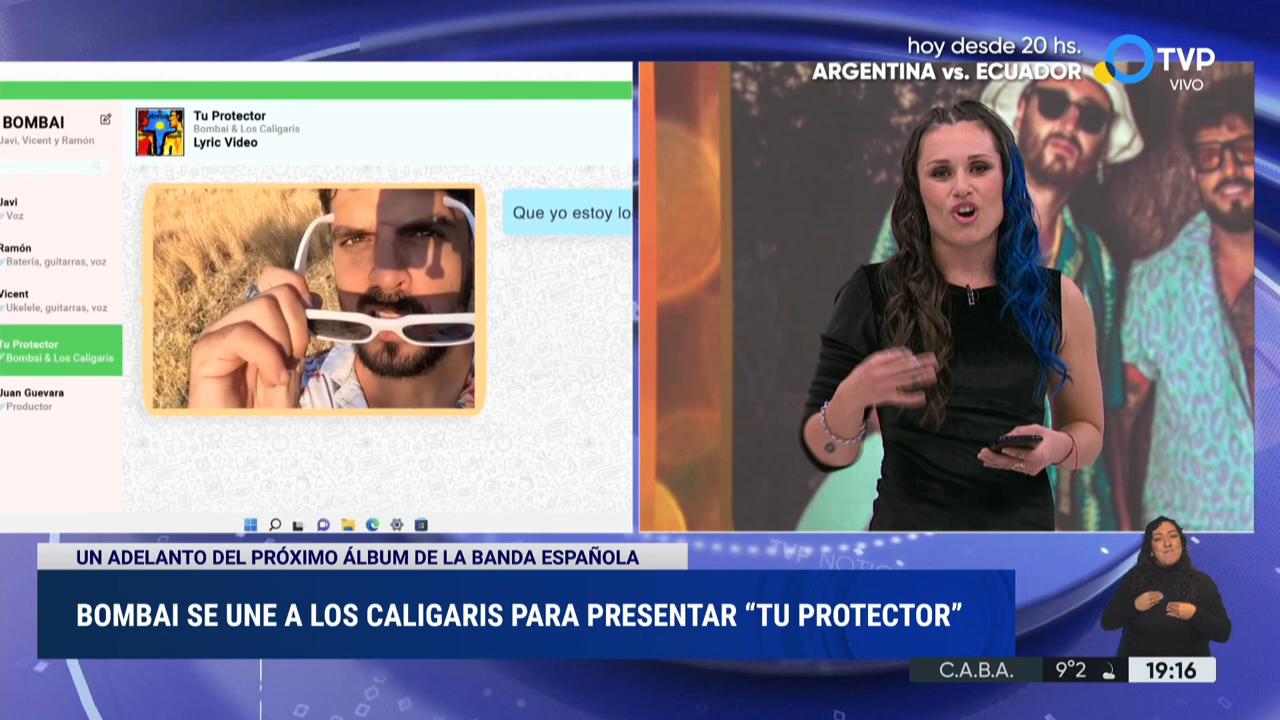 hoy desde 20 hs.
ARGENTINA vs. ECUADOR
TVP
VIVO
BOMBAI
Javi, Vicent y Ramón
Javi
Voz
Ramón
Batería, guitarras, voz
Vicent
Ukelele, guitarras, voz
Tu Protector
Bombai & Los Caligaris
Juan Guevara
Productor
Tu Protector
Bombai & Los Caligaris
Lyric Video
Que yo estoy lo
TVP NOTIC
UN ADELANTO DEL PRÓXIMO ÁLBUM DE LA BANDA ESPAÑOLA
BOMBAI SE UNE A LOS CALIGARIS PARA PRESENTAR “TU PROTECTOR”
C.A.B.A. 9°2 19:16